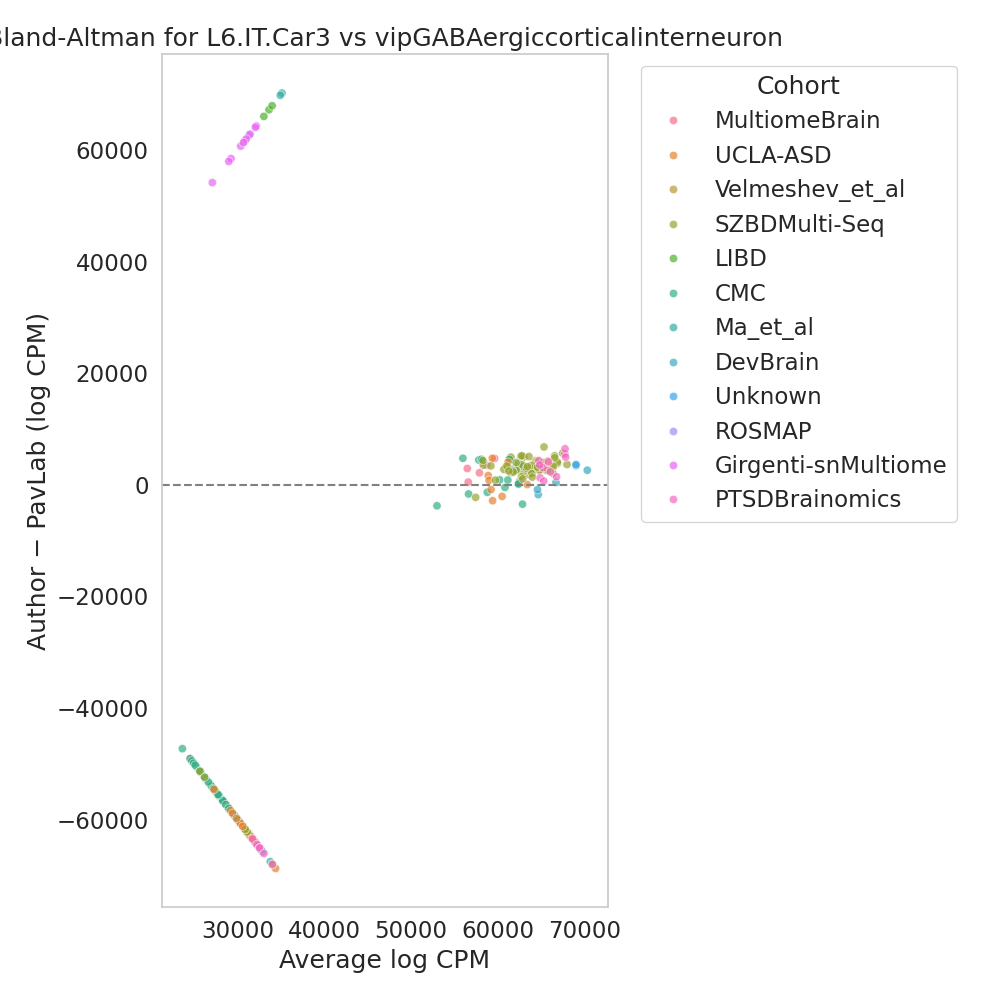 Bland-Altman for L6.IT.Car3 vs vipGABAergiccorticalinterneuron
60000
40000
20000
0
−20000
−40000
−60000
Author − PavLab (log CPM)
30000 40000 50000 60000 70000
Average log CPM
Cohort
MultiomeBrain
UCLA-ASD
Velmeshev_et_al
SZBDMulti-Seq
LIBD
CMC
Ma_et_al
DevBrain
Unknown
ROSMAP
Girgenti-snMultiome
PTSDBrainomics